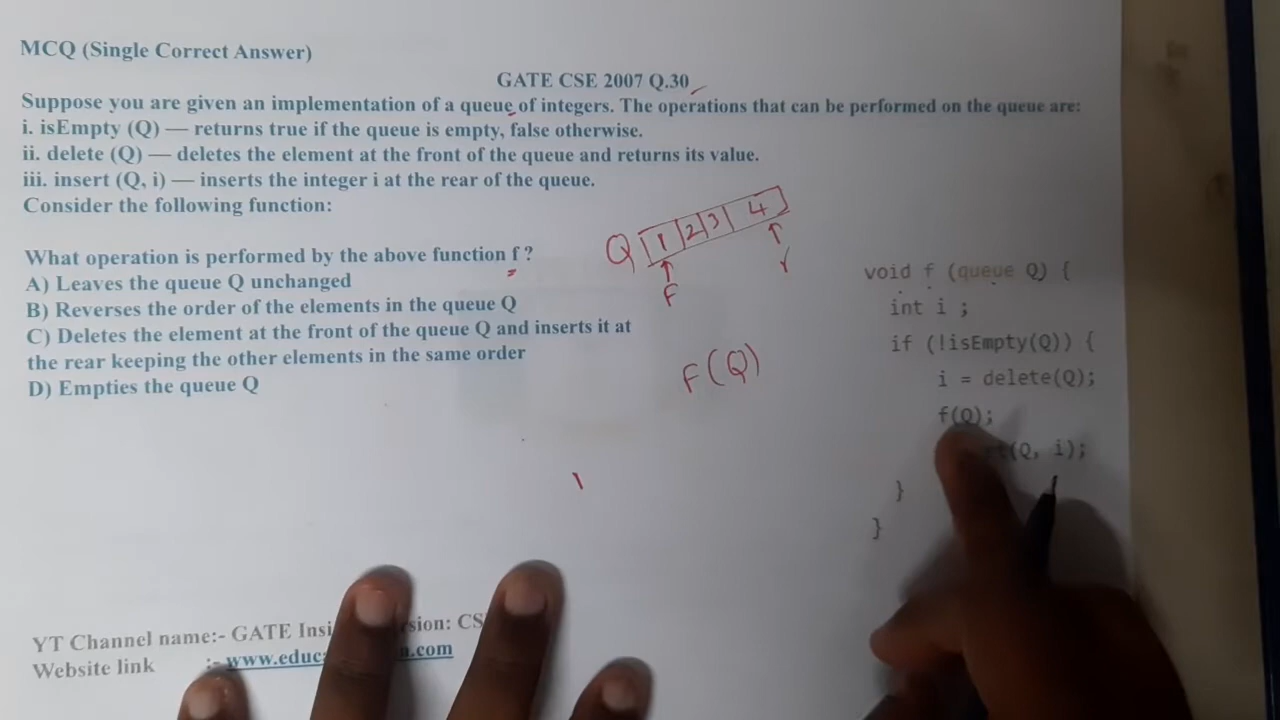 MCQ (Single Correct Answer)
GATE CSE 2007 Q.30
Suppose you are given an implementation of a queue of integers. The operations that can be performed on the queue are:
i. isEmpty (Q) — returns true if the queue is empty, false otherwise.
ii. delete (Q) — deletes the element at the front of the queue and returns its value.
iii. insert (Q, i) — inserts the integer i at the rear of the queue.
Consider the following function:
What operation is performed by the above function f ?
A) Leaves the queue Q unchanged
B) Reverses the order of the elements in the queue Q
C) Deletes the element at the front of the queue Q and inserts it at
the rear keeping the other elements in the same order
D) Empties the queue Q
Q 1 2 3 4
F r
F(Q)
void f (queue Q) {
int i ;
if (!isEmpty(Q)) {
i = delete(Q);
f(Q);
(Q, i);
}
}
YT Channel name:- GATE CS
Website link :- www.educ